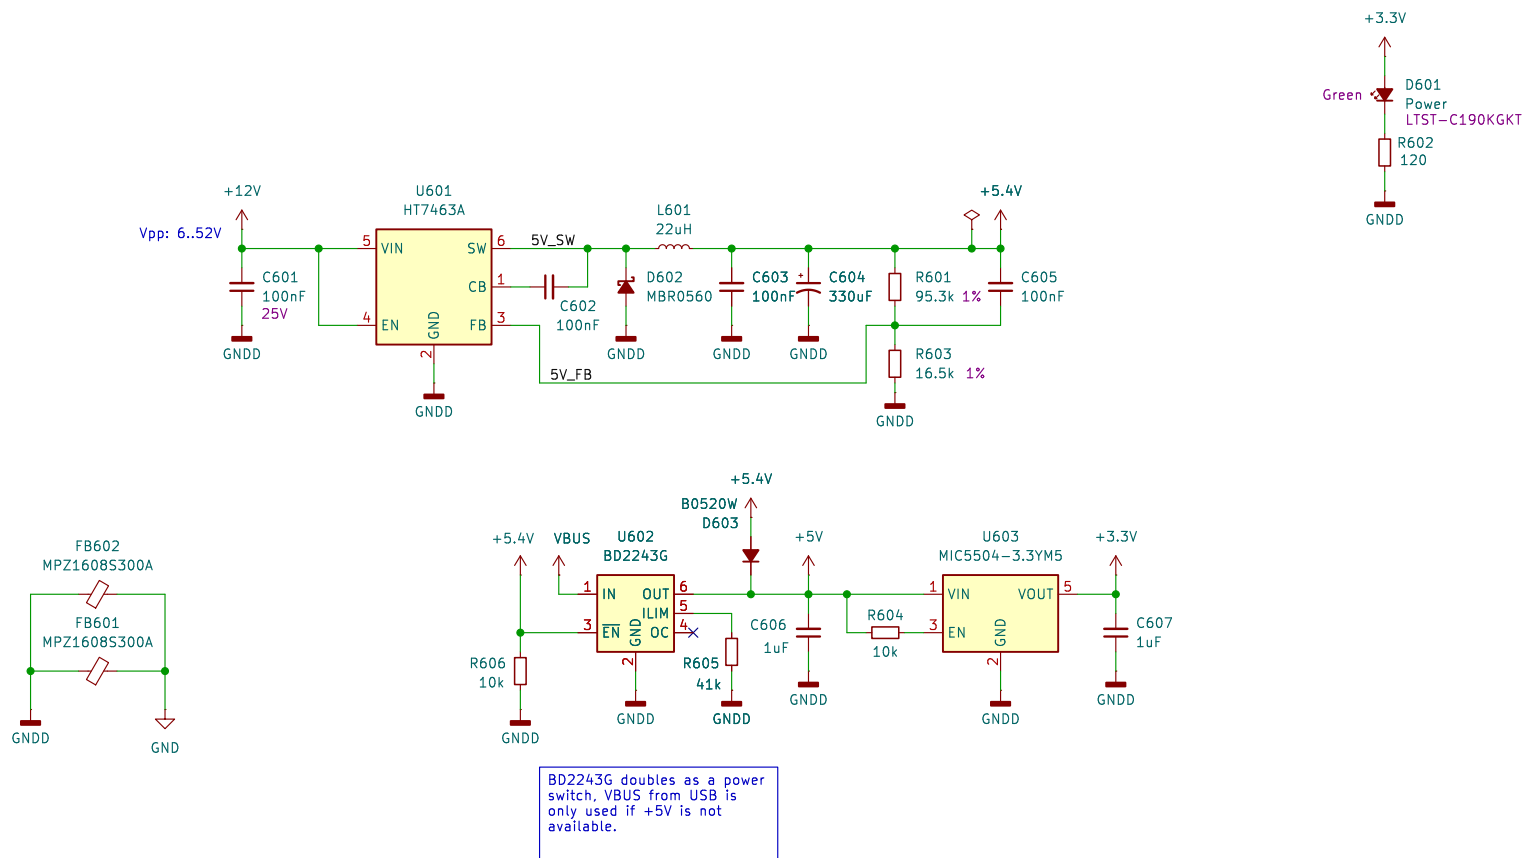 +3.3V
Green
D601
Power
LTST-C190KGKT
R602
120
GNDD
+12V
Vpp: 6..52V
C601
100nF
25V
GNDD
U601
HT7463A
5
VIN
4
EN
GND
2
SW
6
CB
1
FB
3
GNDD
5V_SW
C602
100nF
5V_FB
L601
22uH
D602
MBR0560
GNDD
C603
100nF
GNDD
C604
330uF
GNDD
+5.4V
R601
95.3k 1%
C605
100nF
R603
16.5k 1%
GNDD
FB602
MPZ1608S300A
FB601
MPZ1608S300A
GNDD
GND
+5.4V
R606
10k
GNDD
VBUS
U602
BD2243G
1
IN
3
EN
GND
2
OUT
6
ILIM
5
OC
4
GNDD
R605
41k
GNDD
+5.4V
B0520W
D603
+5V
C606
1uF
GNDD
R604
10k
U603
MIC5504-3.3YM5
1
VIN
3
EN
GND
2
VOUT
5
GNDD
+3.3V
C607
1uF
GNDD
BD2243G doubles as a power
switch, VBUS from USB is
only used if +5V is not
available.